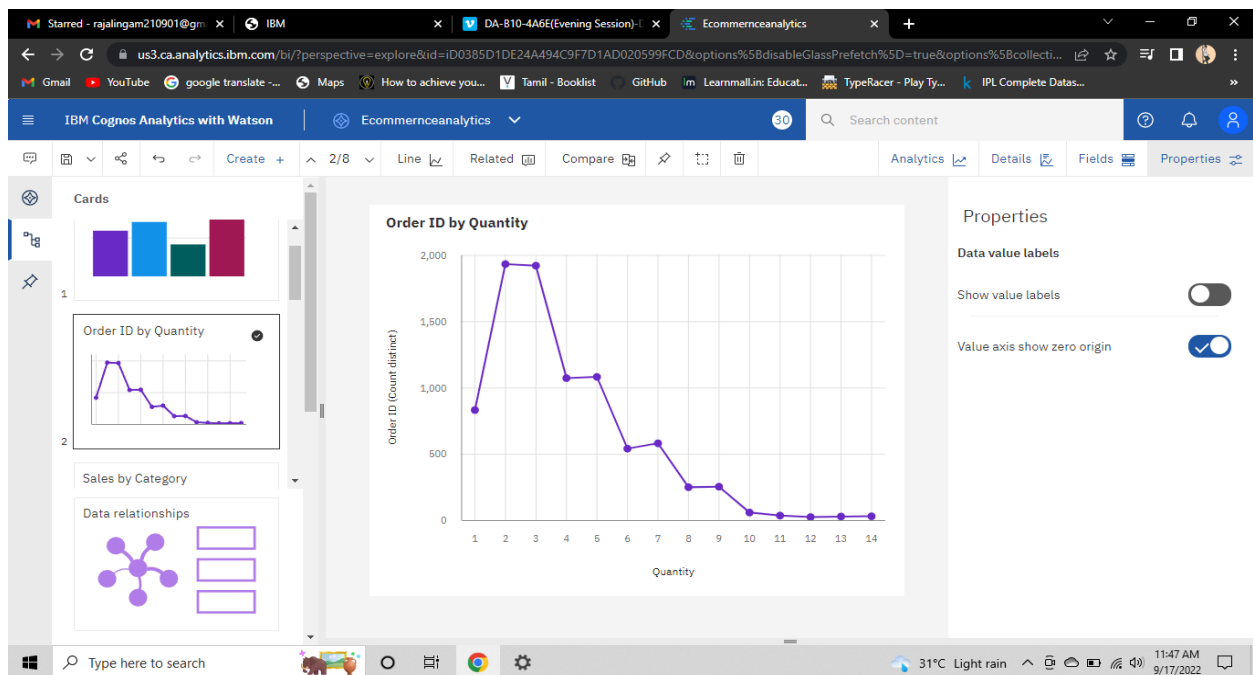 Starred - rajalingam210901@gm
IBM
DA-B10-4A6E(Evening Session)-
Ecommernceanalytics
us3.ca.analytics.ibm.com/bi/?perspective=explore&id=iD0385D1DE24A494C9F7D1AD020599FCD&options%5BdisableGlassPrefetch%5D=true&options%5Bcollecti...
Gmail YouTube google translate -... Maps How to achieve you... Tamil - Booklist GitHub Learnmall.in: Educat... TypeRacer - Play Ty... IPL Complete Datas... »
IBM Cognos Analytics with Watson Ecommernceanalytics 30 Search content
Create + 2/8 Line Related Compare Analytics Details Fields Properties
Cards
1
Order ID by Quantity
2
Sales by Category
Data relationships
Order ID by Quantity
2,000
1,500
1,000
500
0
Order ID (Count distinct)
1 2 3 4 5 6 7 8 9 10 11 12 13 14
Quantity
Properties
Data value labels
Show value labels
Value axis show zero origin
Type here to search
31°C Light rain
11:47 AM
9/17/2022